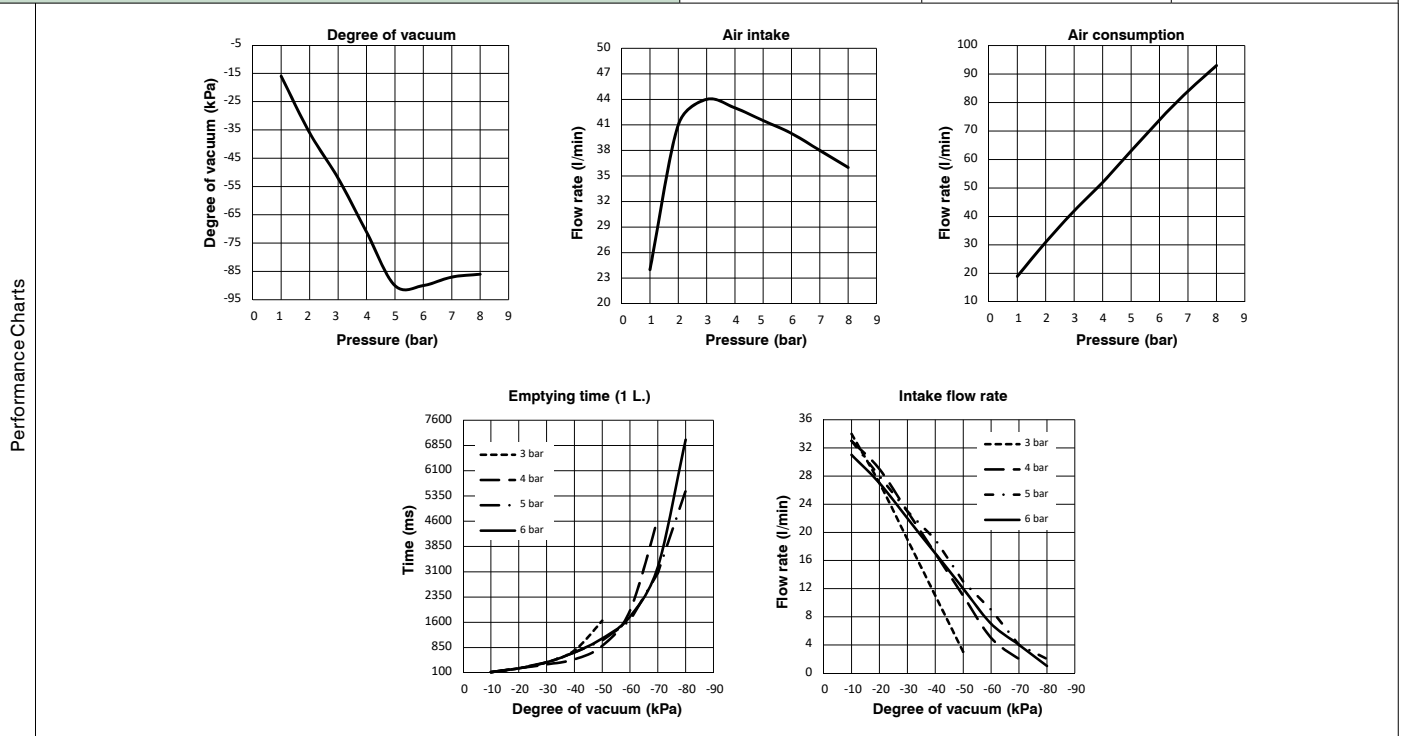 Performance Charts
Degree of vacuum
Degree of vacuum (kPa)
-5
-15
-25
-35
-45
-55
-65
-75
-85
-95
0 1 2 3 4 5 6 7 8 9
Pressure (bar)
Air intake
Flow rate (l/min)
50
47
44
41
38
35
32
29
26
23
20
0 1 2 3 4 5 6 7 8 9
Pressure (bar)
Air consumption
Flow rate (l/min)
100
90
80
70
60
50
40
30
20
10
0 1 2 3 4 5 6 7 8 9
Pressure (bar)
Emptying time (1 L.)
Time (ms)
7600
6850
6100
5350
4600
3850
3100
2350
1600
850
100
3 bar
4 bar
5 bar
6 bar
0 -10 -20 -30 -40 -50 -60 -70 -80 -90
Degree of vacuum (kPa)
Intake flow rate
Flow rate (l/min)
36
32
28
24
20
16
12
8
4
0
3 bar
4 bar
5 bar
6 bar
0 -10 -20 -30 -40 -50 -60 -70 -80 -90
Degree of vacuum (kPa)